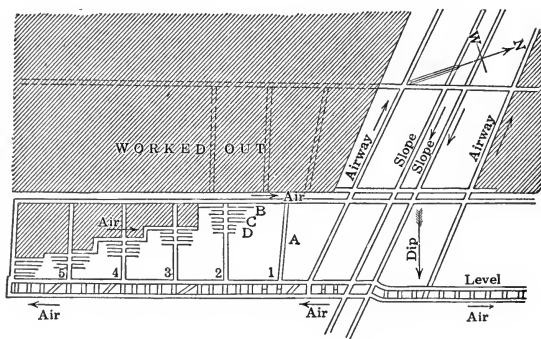 W
N
WORKED OUT
Airway
Slope
Slope
Airway
Air
Air
B
C
D
A
5
4
3
2
1
Dip
Level
Air
Air
Air